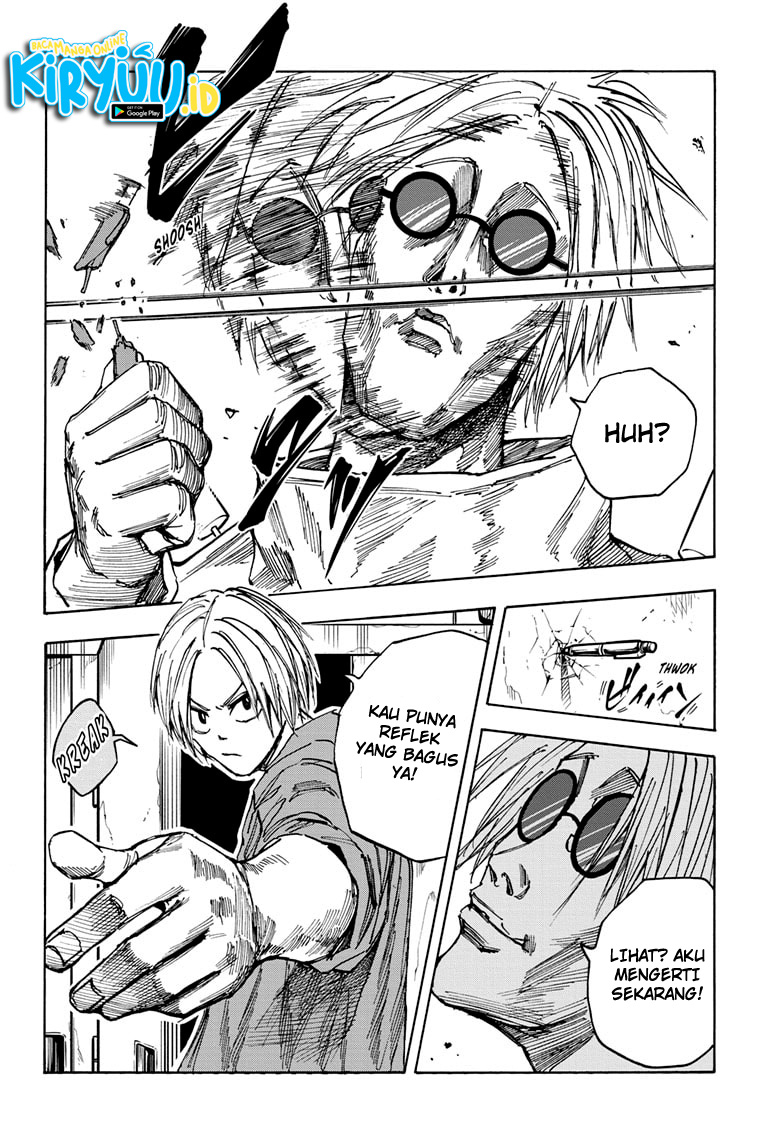 BACA MANGA ONLINE
KIRYUU.ID
GET IT ON
Google Play
SHOOSH
HUH?
THWOK
KREAK
KAU PUNYA
REFLEK
YANG BAGUS
YA!
LIHAT? AKU
MENGERTI
SEKARANG!